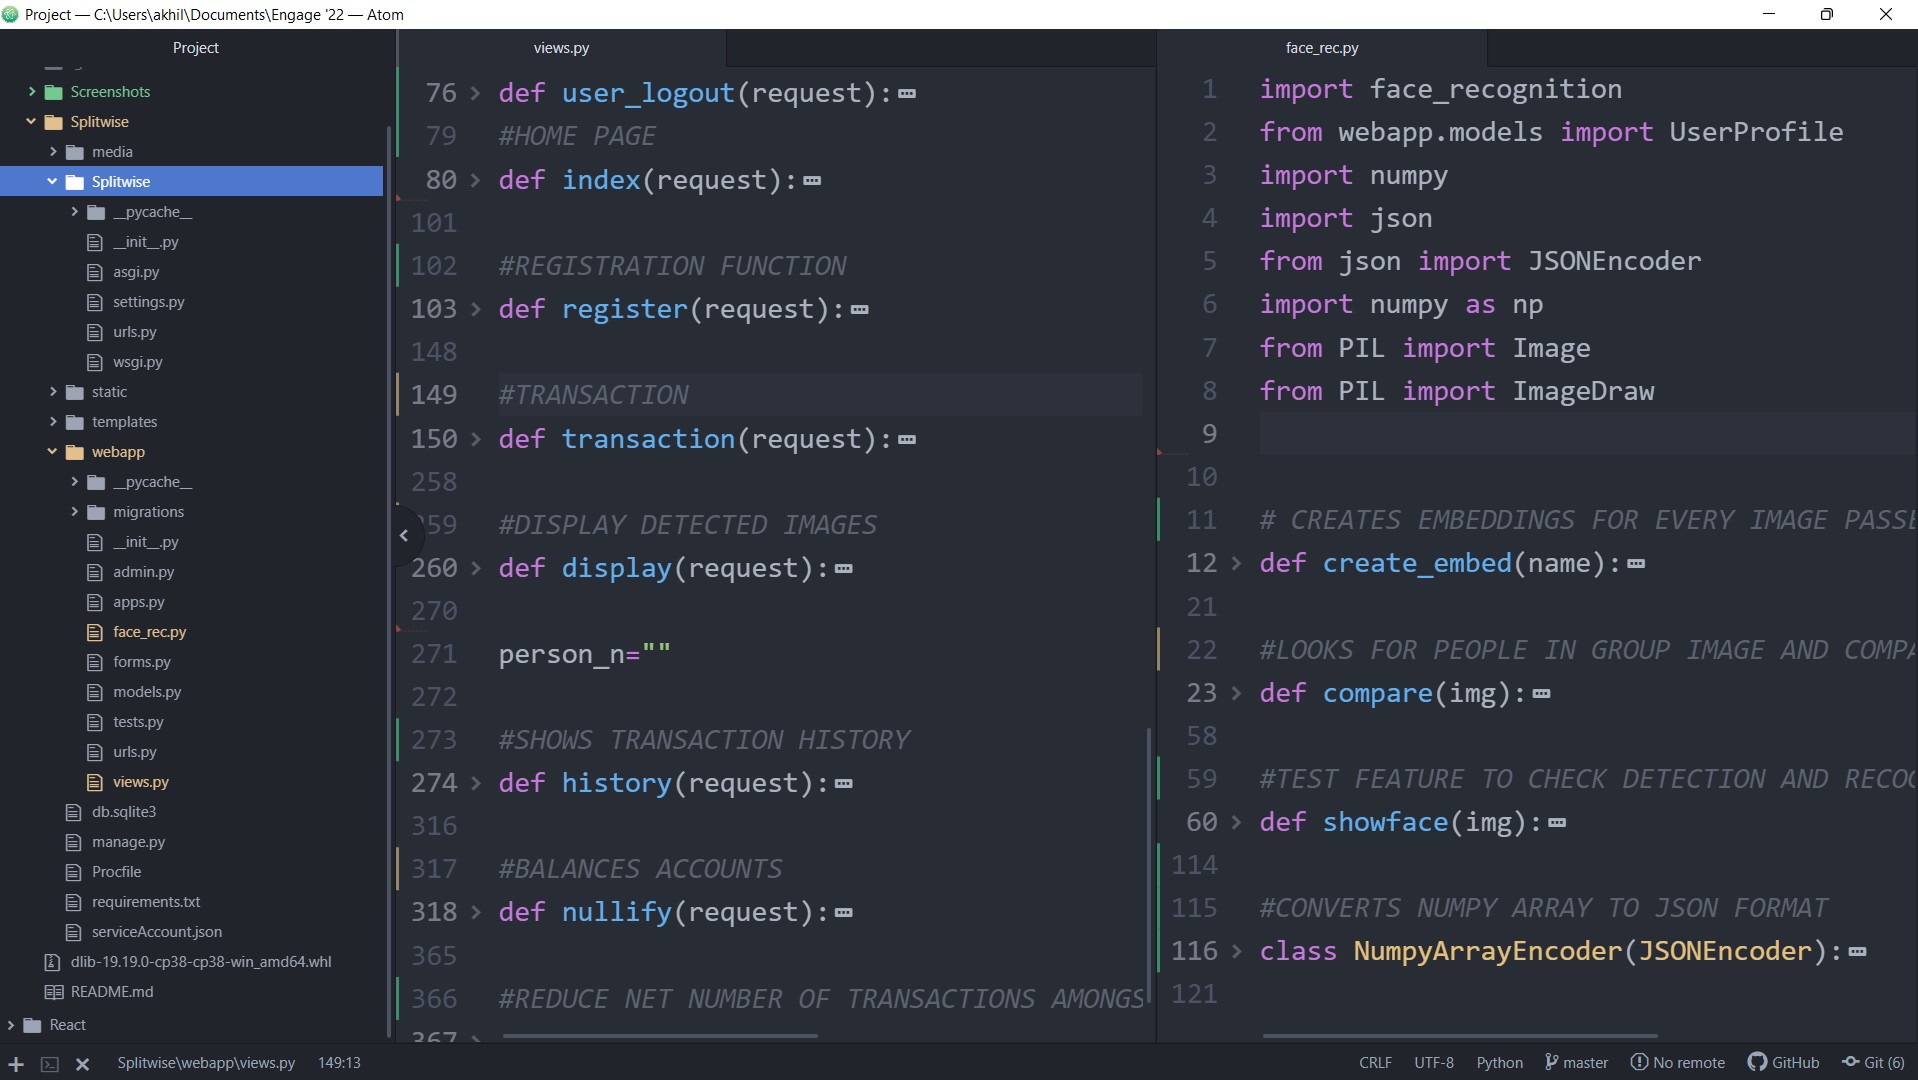 Project — C:\Users\akhil\Documents\Engage '22 — Atom
Project
Screenshots
Splitwise
media
Splitwise
__pycache__
__init__.py
asgi.py
settings.py
urls.py
wsgi.py
static
templates
webapp
__pycache__
migrations
__init__.py
admin.py
apps.py
face_rec.py
forms.py
models.py
tests.py
urls.py
views.py
db.sqlite3
manage.py
Procfile
requirements.txt
serviceAccount.json
dlib-19.19.0-cp38-cp38-win_amd64.whl
README.md
React
views.py
76 def user_logout(request):
79 #HOME PAGE
80 def index(request):
101
102 #REGISTRATION FUNCTION
103 def register(request):
148
149 #TRANSACTION
150 def transaction(request):
258
259 #DISPLAY DETECTED IMAGES
260 def display(request):
270
271 person_n=""
272
273 #SHOWS TRANSACTION HISTORY
274 def history(request):
316
317 #BALANCES ACCOUNTS
318 def nullify(request):
365
366 #REDUCE NET NUMBER OF TRANSACTIONS AMONGS
367
face_rec.py
1 import face_recognition
2 from webapp.models import UserProfile
3 import numpy
4 import json
5 from json import JSONEncoder
6 import numpy as np
7 from PIL import Image
8 from PIL import ImageDraw
9
10
11 # CREATES EMBEDDINGS FOR EVERY IMAGE PASSE
12 def create_embed(name):
21
22 #LOOKS FOR PEOPLE IN GROUP IMAGE AND COMPA
23 def compare(img):
58
59 #TEST FEATURE TO CHECK DETECTION AND RECOG
60 def showface(img):
114
115 #CONVERTS NUMPY ARRAY TO JSON FORMAT
116 class NumpyArrayEncoder(JSONEncoder):
121
Splitwise\webapp\views.py 149:13 CRLF UTF-8 Python master No remote GitHub Git (6)